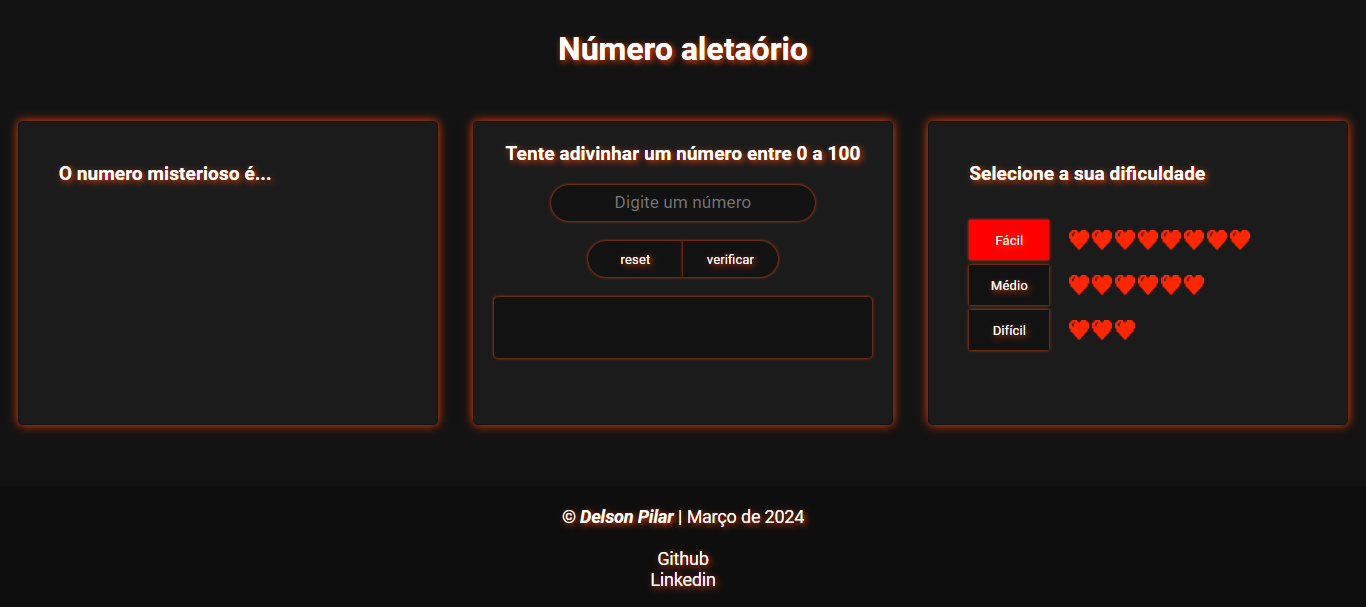 Número aletaório
O numero misterioso é...
Tente adivinhar um número entre 0 a 100
Digite um número
reset
verificar
Selecione a sua dificuldade
Fácil
Médio
Difícil
© Delson Pilar | Março de 2024
Github
Linkedin